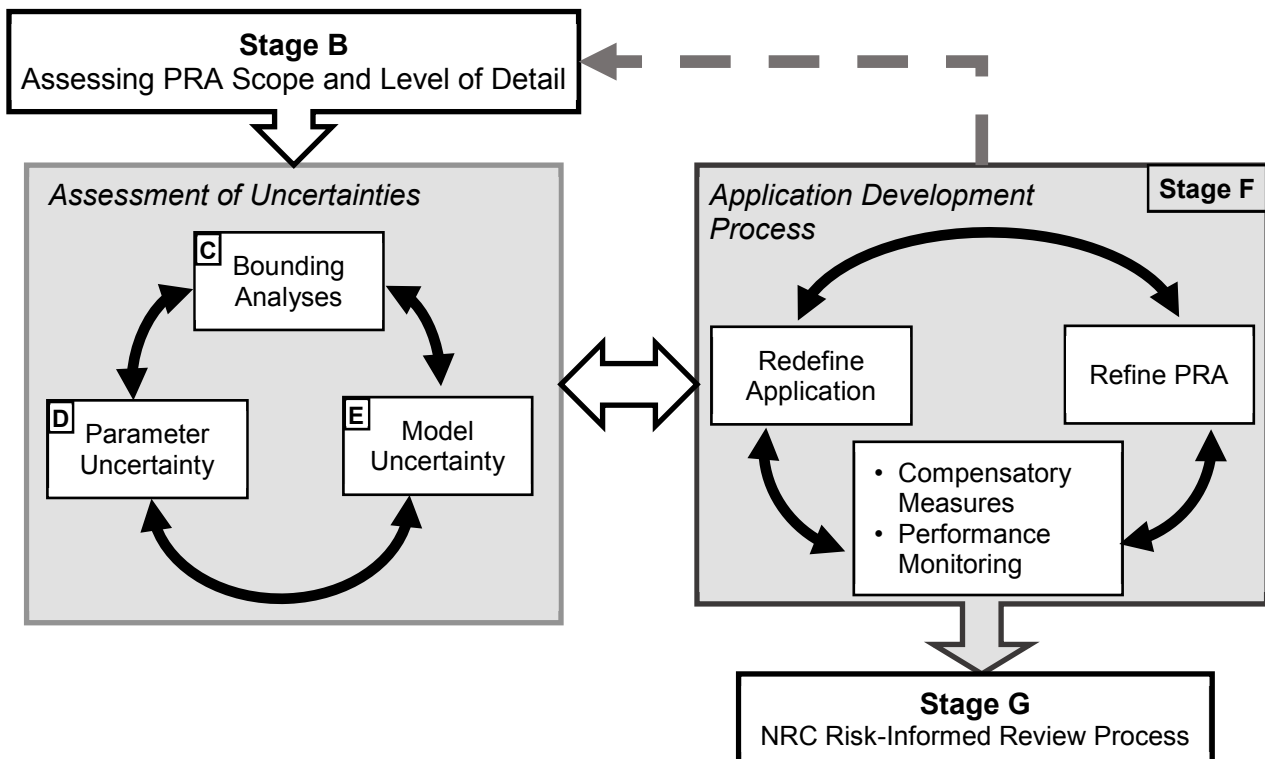 Stage B
Assessing PRA Scope and Level of Detail
Assessment of Uncertainties
C
Bounding
Analyses
D
Parameter
Uncertainty
E
Model
Uncertainty
Application Development
Process
Stage F
Redefine
Application
Refine PRA
• Compensatory
Measures
• Performance
Monitoring
Stage G
NRC Risk-Informed Review Process